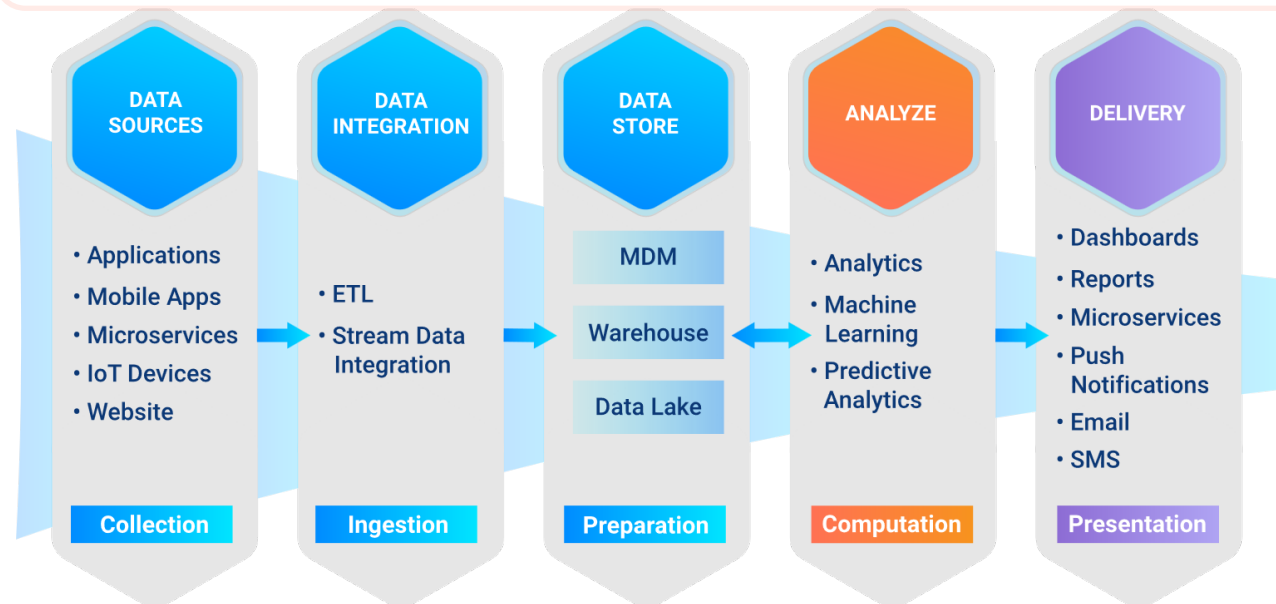 DATA
SOURCES
• Applications
• Mobile Apps
• Microservices
• IoT Devices
• Website
Collection
DATA
INTEGRATION
• ETL
• Stream Data
Integration
Ingestion
DATA
STORE
MDM
Warehouse
Data Lake
Preparation
ANALYZE
• Analytics
• Machine
Learning
• Predictive
Analytics
Computation
DELIVERY
• Dashboards
• Reports
• Microservices
• Push
Notifications
• Email
• SMS
Presentation